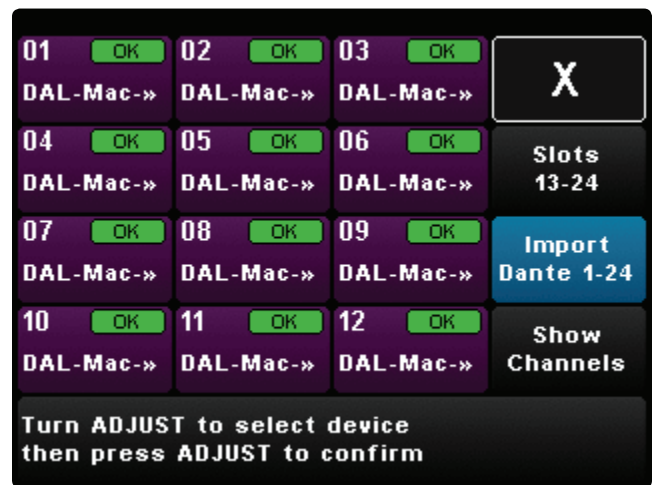 01 OK 02 OK 03 OK
DAL-Mac-» DAL-Mac-» DAL-Mac-»
X
04 OK 05 OK 06 OK
DAL-Mac-» DAL-Mac-» DAL-Mac-»
Slots
13-24
07 OK 08 OK 09 OK
DAL-Mac-» DAL-Mac-» DAL-Mac-»
Import
Dante 1-24
10 OK 11 OK 12 OK
DAL-Mac-» DAL-Mac-» DAL-Mac-»
Show
Channels
Turn ADJUST to select device
then press ADJUST to confirm